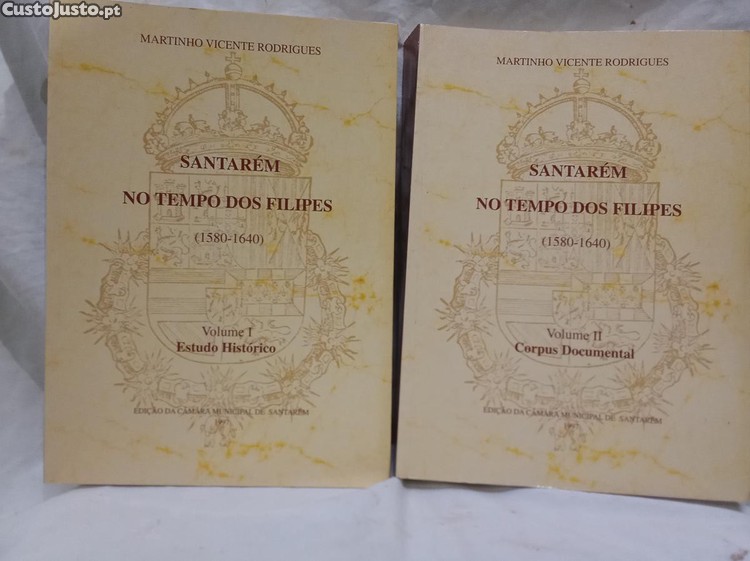 CustoJusto.pt
MARTINHO VICENTE RODRIGUES
SANTARÉM
NO TEMPO DOS FILIPES
(1580-1640)
Volume I
Estudo Histórico
EDIÇÃO DA CÂMARA MUNICIPAL DE SANTARÉM
1997
MARTINHO VICENTE RODRIGUES
SANTARÉM
NO TEMPO DOS FILIPES
(1580-1640)
Volume II
Corpus Documental
EDIÇÃO DA CÂMARA MUNICIPAL DE SANTARÉM
1997